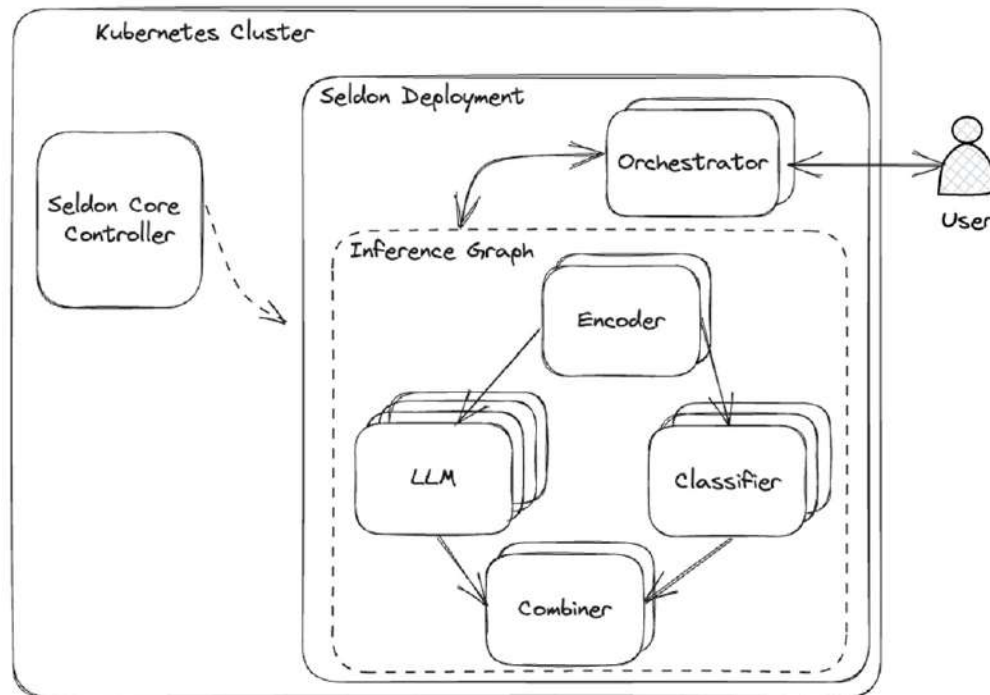 Kubernetes Cluster
Seldon Deployment
Orchestrator
Seldon Core
Controller
User
Inference Graph
Encoder
LLM
Classifier
Combiner